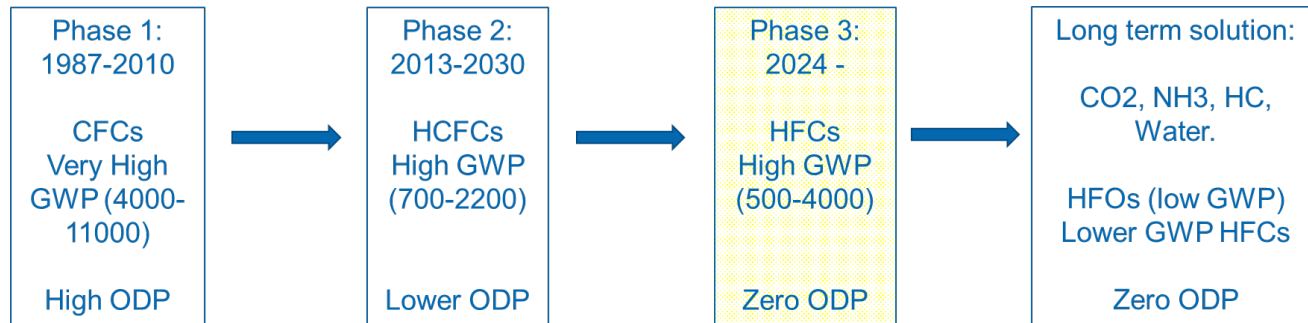 Phase 1:
1987-2010
CFCs
Very High
GWP (4000-
11000)
High ODP
Phase 2:
2013-2030
HCFCs
High GWP
(700-2200)
Lower ODP
Phase 3:
2024 -
HFCs
High GWP
(500-4000)
Zero ODP
Long term solution:
CO2, NH3, HC,
Water.
HFOs (low GWP)
Lower GWP HFCs
Zero ODP